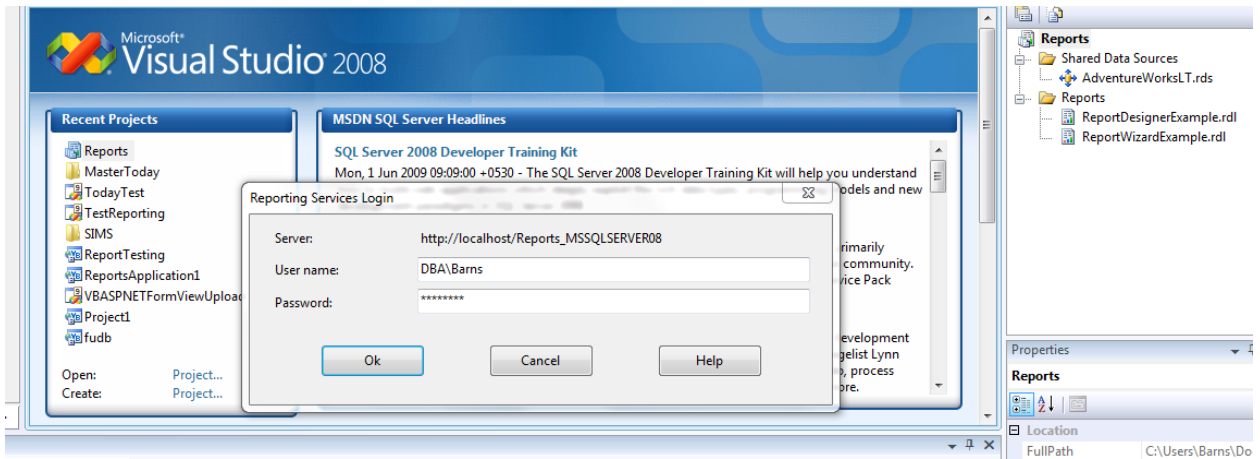 Microsoft®
Visual Studio® 2008
Recent Projects
Reports
MasterToday
TodayTest
TestReporting
SIMS
ReportTesting
ReportsApplication1
VBASPNETFormViewUpload
Project1
fudb
Open: Project...
Create: Project...
MSDN SQL Server Headlines
SQL Server 2008 Developer Training Kit
Mon, 1 Jun 2009 09:09:00 +0530 - The SQL Server 2008 Developer Training Kit will help you understand
odels and new
rimarily
community.
vice Pack
evelopment
gelist Lynn
, process
ore.
Reporting Services Login
Server: http://localhost/Reports_MSSQLSERVER08
User name: DBA\Barns
Password: ********
Ok Cancel Help
Reports
Shared Data Sources
AdventureWorksLT.rds
Reports
ReportDesignerExample.rdl
ReportWizardExample.rdl
Properties
Reports
Location
FullPath C:\Users\Barns\Do